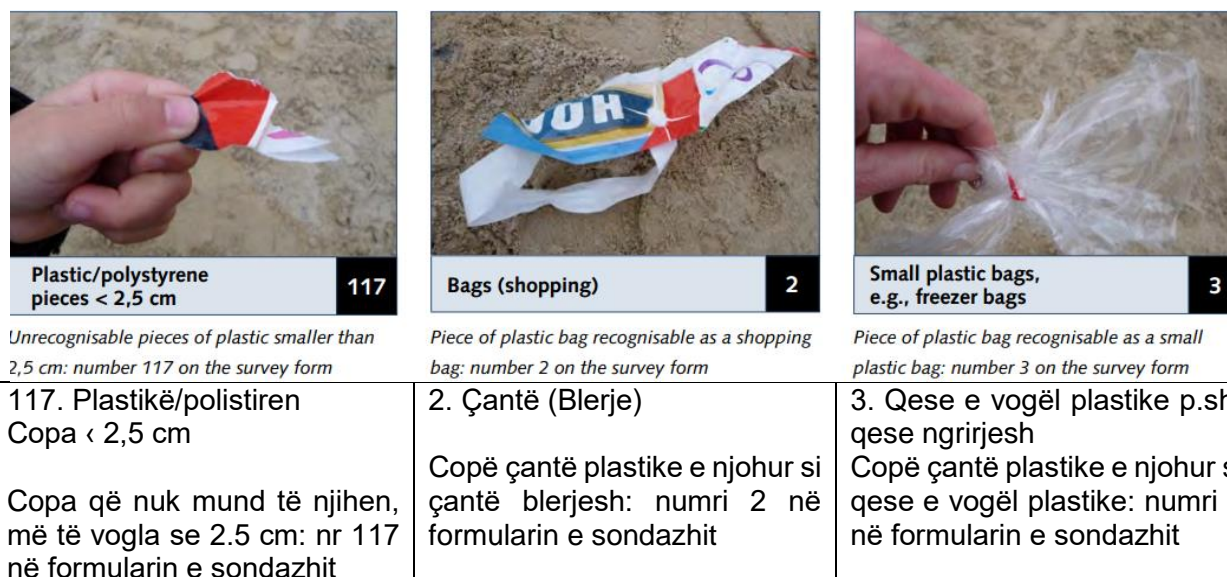 HOA
Plastic/polystyrene
pieces < 2,5 cm
117
Unrecognisable pieces of plastic smaller than
2,5 cm: number 117 on the survey form
Bags (shopping)
2
Piece of plastic bag recognisable as a shopping
bag: number 2 on the survey form
Small plastic bags,
e.g., freezer bags
3
Piece of plastic bag recognisable as a small
plastic bag: number 3 on the survey form
117. Plastikë/polistiren
Copa ‹ 2,5 cm
Copa që nuk mund të njihen,
më të vogla se 2.5 cm: nr 117
në formularin e sondazhit
2. Çantë (Blerje)
Copë çantë plastike e njohur si
çantë blerjesh: numri 2 në
formularin e sondazhit
3. Qese e vogël plastike p.sh
qese ngrirjesh
Copë çantë plastike e njohur s
qese e vogël plastike: numri
në formularin e sondazhit